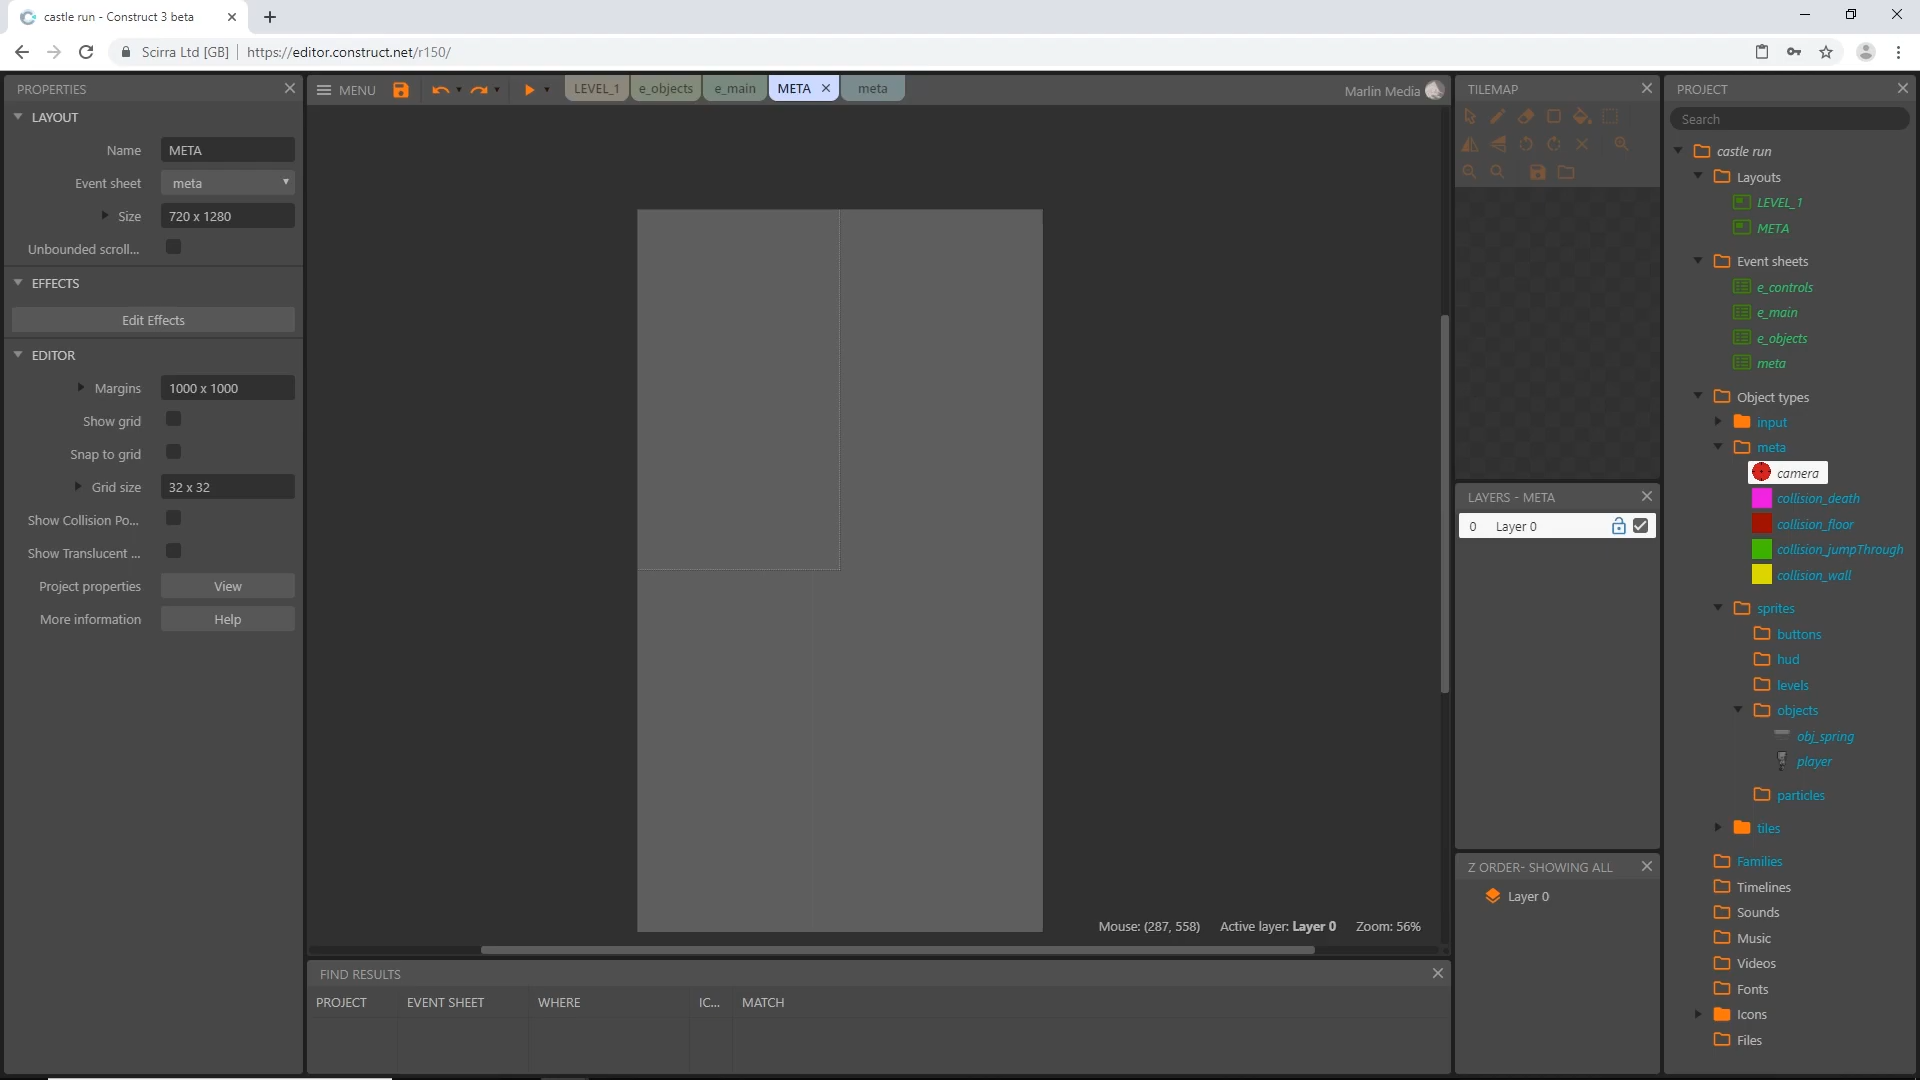 castle run - Construct 3 beta
Scirra Ltd [GB] https://editor.construct.net/r150/
PROPERTIES
LAYOUT
Name META
Event sheet meta
Size 720 x 1280
Unbounded scroll...
EFFECTS
Edit Effects
EDITOR
Margins 1000 x 1000
Show grid
Snap to grid
Grid size 32 x 32
Show Collision Po...
Show Translucent ...
Project properties View
More information Help
MENU LEVEL_1 e_objects e_main META meta Marlin Media
Mouse: (287, 558) Active layer: Layer 0 Zoom: 56%
FIND RESULTS
PROJECT EVENT SHEET WHERE IC... MATCH
TILEMAP
LAYERS - META
0 Layer 0
Z ORDER- SHOWING ALL
Layer 0
PROJECT
Search
castle run
Layouts
LEVEL_1
META
Event sheets
e_controls
e_main
e_objects
meta
Object types
input
meta
camera
collision_death
collision_floor
collision_jumpThrough
collision_wall
sprites
buttons
hud
levels
objects
obj_spring
player
particles
tiles
Families
Timelines
Sounds
Music
Videos
Fonts
Icons
Files